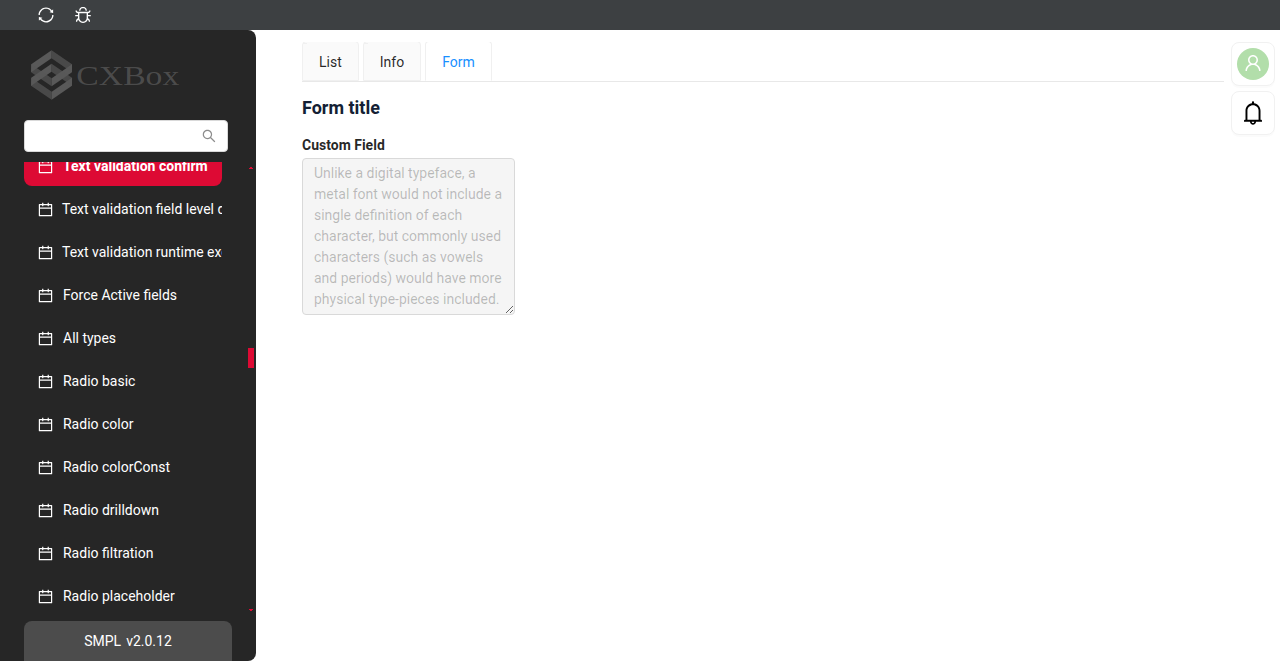 CXBox
Text validation confirm
Text validation field level c
Text validation runtime ex
Force Active fields
All types
Radio basic
Radio color
Radio colorConst
Radio drilldown
Radio filtration
Radio placeholder
SMPL v2.0.12
List
Info
Form
Form title
Custom Field
Unlike a digital typeface, a
metal font would not include a
single definition of each
character, but commonly used
characters (such as vowels
and periods) would have more
physical type-pieces included.